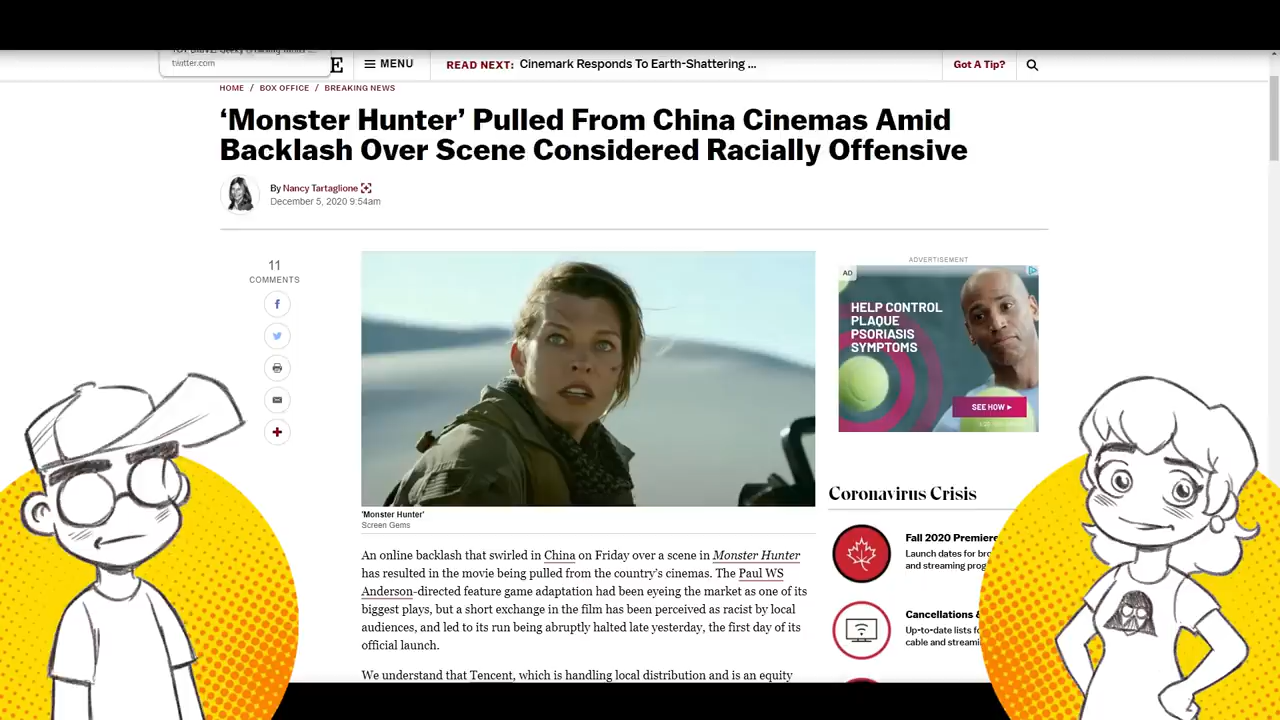 twitter.com
E
MENU
READ NEXT: Cinemark Responds To Earth-Shattering ...
Got A Tip?
HOME / BOX OFFICE / BREAKING NEWS
‘Monster Hunter’ Pulled From China Cinemas Amid
Backlash Over Scene Considered Racially Offensive
By Nancy Tartaglione
December 5, 2020 9:54am
11
COMMENTS
ADVERTISEMENT
AD
HELP CONTROL
PLAQUE
PSORIASIS
SYMPTOMS
SEE HOW
'Monster Hunter'
Screen Gems
An online backlash that swirled in China on Friday over a scene in Monster Hunter
has resulted in the movie being pulled from the country’s cinemas. The Paul WS
Anderson-directed feature game adaptation had been eyeing the market as one of its
biggest plays, but a short exchange in the film has been perceived as racist by local
audiences, and led to its run being abruptly halted late yesterday, the first day of its
official launch.
We understand that Tencent, which is handling local distribution and is an equity
Coronavirus Crisis
Fall 2020 Premiere
Launch dates for bro
and streaming prog
Cancellations &
Up-to-date lists fo
cable and streami